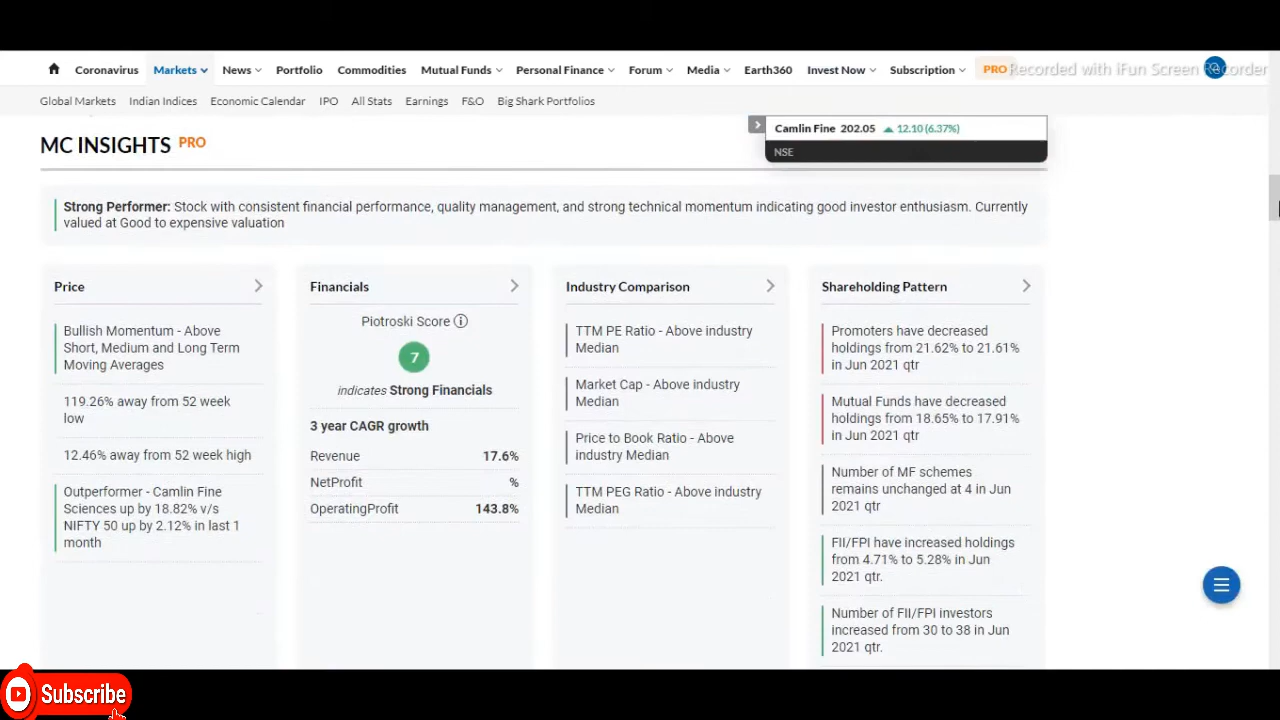 Coronavirus Markets News Portfolio Commodities Mutual Funds Personal Finance Forum Media Earth360 Invest Now Subscription PRO
Recorded with iFun Screen Recorder
Global Markets Indian Indices Economic Calendar IPO All Stats Earnings F&O Big Shark Portfolios
MC INSIGHTS PRO
Camlin Fine 202.05 12.10 (6.37%)
NSE
Strong Performer: Stock with consistent financial performance, quality management, and strong technical momentum indicating good investor enthusiasm. Currently
valued at Good to expensive valuation
Price
Bullish Momentum - Above
Short, Medium and Long Term
Moving Averages
119.26% away from 52 week
low
12.46% away from 52 week high
Outperformer - Camlin Fine
Sciences up by 18.82% v/s
NIFTY 50 up by 2.12% in last 1
month
Financials
Piotroski Score
7
indicates Strong Financials
3 year CAGR growth
Revenue 17.6%
NetProfit %
OperatingProfit 143.8%
Industry Comparison
TTM PE Ratio - Above industry
Median
Market Cap - Above industry
Median
Price to Book Ratio - Above
industry Median
TTM PEG Ratio - Above industry
Median
Shareholding Pattern
Promoters have decreased
holdings from 21.62% to 21.61%
in Jun 2021 qtr
Mutual Funds have decreased
holdings from 18.65% to 17.91%
in Jun 2021 qtr
Number of MF schemes
remains unchanged at 4 in Jun
2021 qtr
FII/FPI have increased holdings
from 4.71% to 5.28% in Jun
2021 qtr.
Number of FII/FPI investors
increased from 30 to 38 in Jun
2021 qtr.
Subscribe